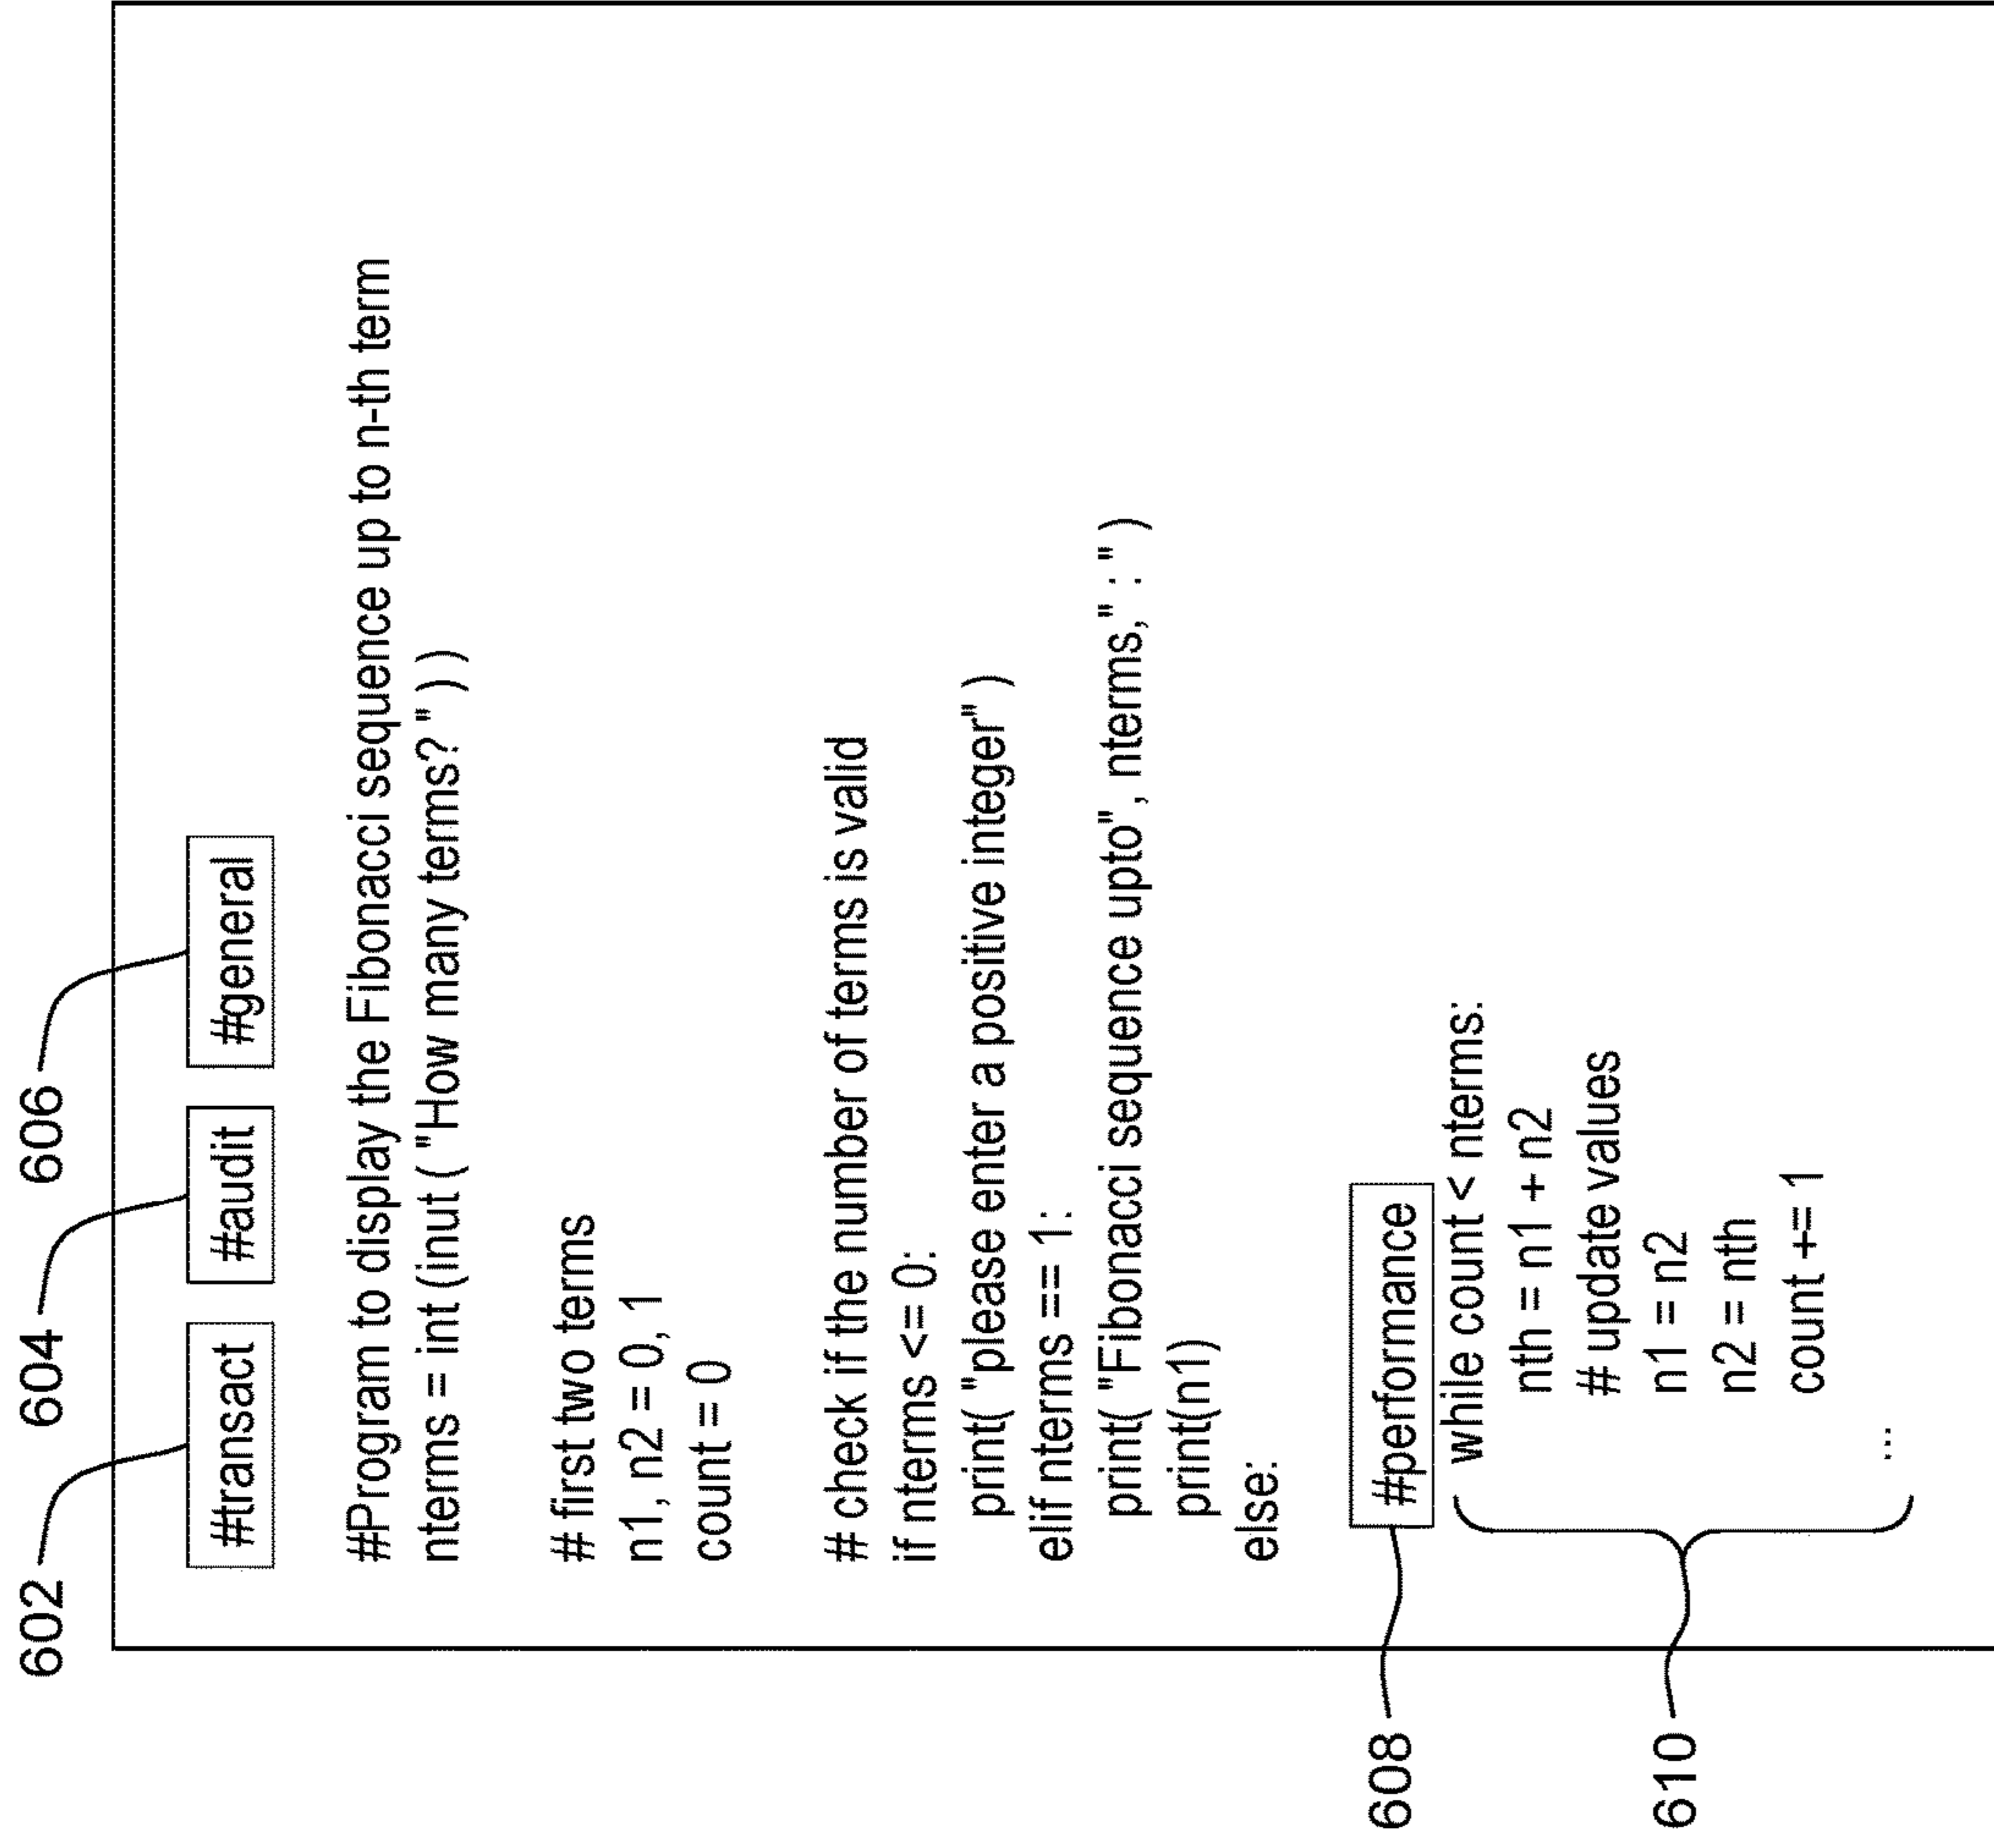 602 604 606
#transact #audit #general
#Program to display the Fibonacci sequence up to n-th term
nterms = int (inut ( "How many terms? " ) )
# first two terms
n1, n2 = 0, 1
count = 0
# check if the number of terms is valid
if nterms <= 0:
print( "please enter a positive integer" )
elif nterms == 1:
print( "Fibonacci sequence upto", nterms," : " )
print(n1)
else:
608 #performance
while count < nterms:
nth = n1 + n2
# update values
610 n1 = n2
n2 = nth
count += 1
...